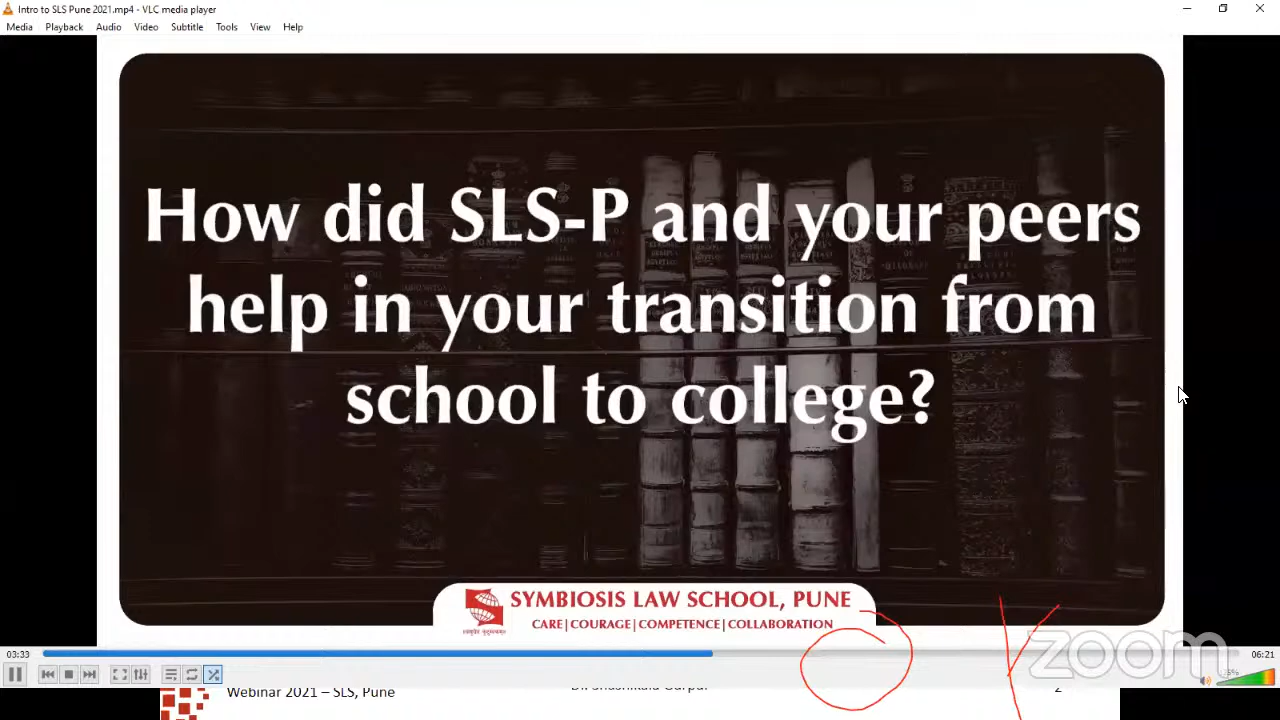 Intro to SLS Pune 2021.mp4 - VLC media player
Media Playback Audio Video Subtitle Tools View Help
How did SLS-P and your peers
help in your transition from
school to college?
SYMBIOSIS LAW SCHOOL, PUNE
CARE|COURAGE|COMPETENCE|COLLABORATION
03:33
06:21
zoom
Webinar 2021 – SLS, Pune
2